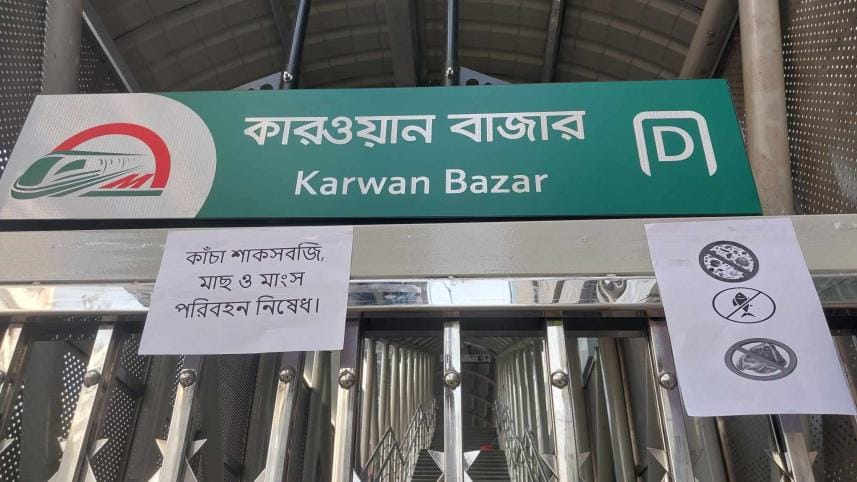 কারওয়ান বাজার
Karwan Bazar
D
M
কাঁচা শাকসবজি,
মাছ ও মাংস
পরিবহন নিষেধ।